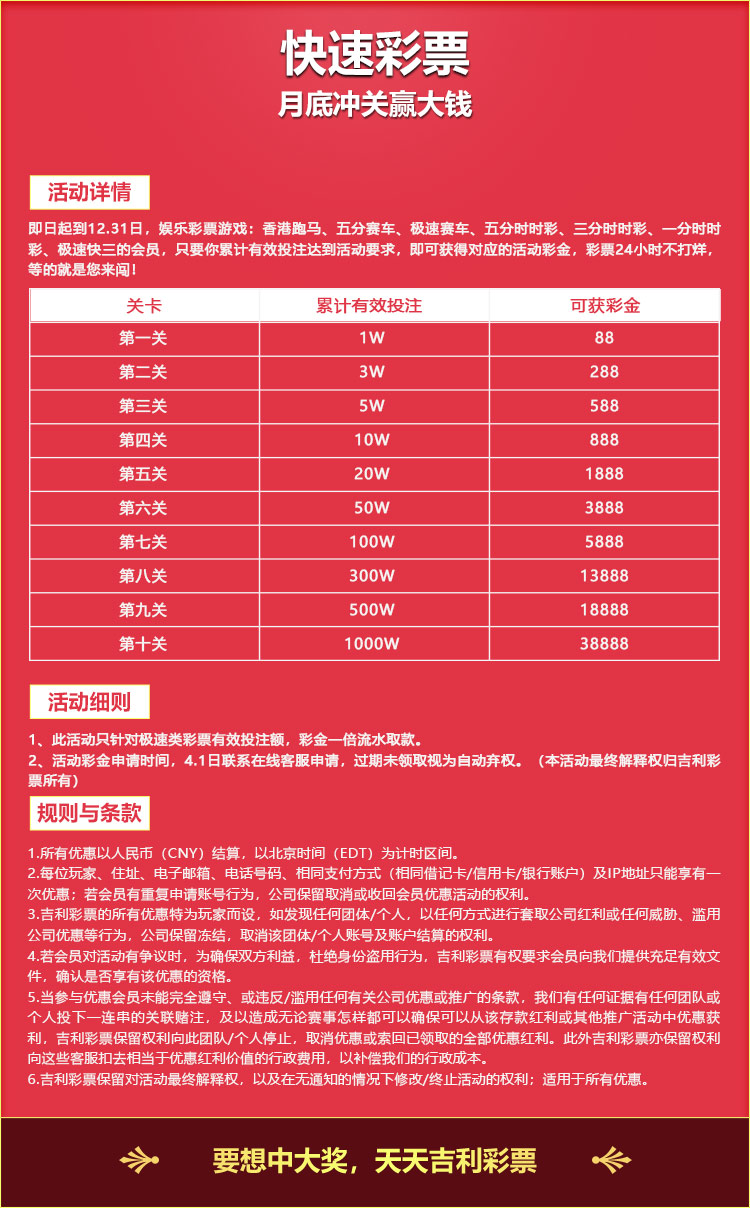 快速彩票
月底冲关赢大钱
活动详情
即日起到12.31日，娱乐彩票游戏：香港跑马、五分赛车、极速赛车、五分时时彩、三分时时彩、一分时时
彩、极速快三的会员，只要你累计有效投注达到活动要求，即可获得对应的活动彩金，彩票24小时不打烊，
等的就是您来闯！
关卡 累计有效投注 可获彩金
第一关 1W 88
第二关 3W 288
第三关 5W 588
第四关 10W 888
第五关 20W 1888
第六关 50W 3888
第七关 100W 5888
第八关 300W 13888
第九关 500W 18888
第十关 1000W 38888
活动细则
1、此活动只针对极速类彩票有效投注额，彩金一倍流水取款。
2、活动彩金申请时间，4.1日联系在线客服申请，过期未领取视为自动弃权。（本活动最终解释权归吉利彩
票所有）
规则与条款
1.所有优惠以人民币（CNY）结算，以北京时间（EDT）为计时区间。
2.每位玩家、住址、电子邮箱、电话号码、相同支付方式（相同借记卡/信用卡/银行账户）及IP地址只能享有一
次优惠；若会员有重复申请账号行为，公司保留取消或收回会员优惠活动的权利。
3.吉利彩票的所有优惠特为玩家而设，如发现任何团体/个人，以任何方式进行套取公司红利或任何威胁、滥用
公司优惠等行为，公司保留冻结，取消该团体/个人账号及账户结算的权利。
4.若会员对活动有争议时，为确保双方利益，杜绝身份盗用行为，吉利彩票有权要求会员向我们提供充足有效文
件，确认是否享有该优惠的资格。
5.当参与优惠会员未能完全遵守、或违反/滥用任何有关公司优惠或推广的条款，我们有任何证据有任何团队或
个人投下一连串的关联赌注，及以造成无论赛事怎样都可以确保可以从该存款红利或其他推广活动中优惠获
利，吉利彩票保留权利向此团队/个人停止，取消优惠或索回已领取的全部优惠红利。此外吉利彩票亦保留权利
向这些客服扣去相当于优惠红利价值的行政费用，以补偿我们的行政成本。
6.吉利彩票保留对活动最终解释权，以及在无通知的情况下修改/终止活动的权利；适用于所有优惠。
要想中大奖，天天吉利彩票